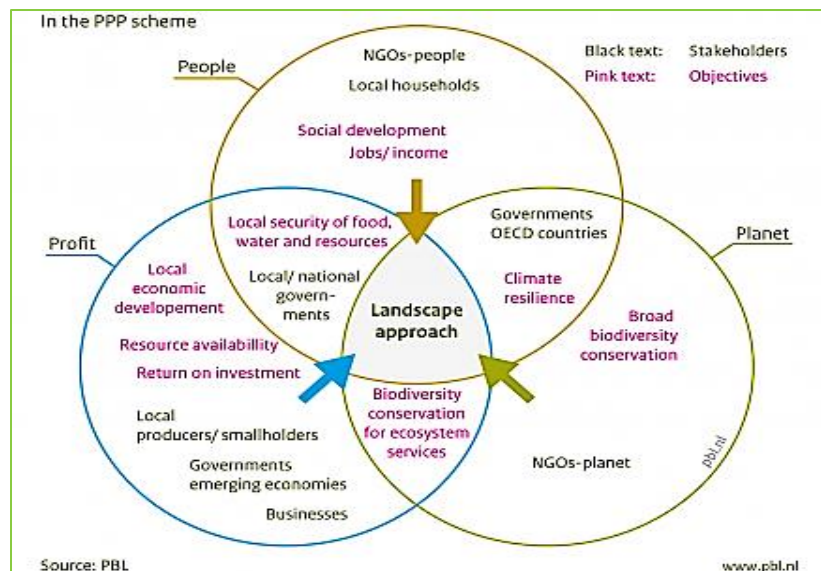 In the PPP scheme
People
NGOs-people
Local households
Black text: Stakeholders
Pink text: Objectives
Social development
Jobs/ income
Profit
Local security of food,
water and resources
Governments
OECD countries
Planet
Local
economic
developement
Local/ national
govern-
ments
Landscape
approach
Climate
resilience
Broad
biodiversity
conservation
Resource availabillity
Return on investment
Biodiversity
conservation
for ecosystem
services
Local
producers/ smallholders
Governments
emerging economies
Businesses
NGOs-planet
pbl.nl
Source: PBL
www.pbl.nl